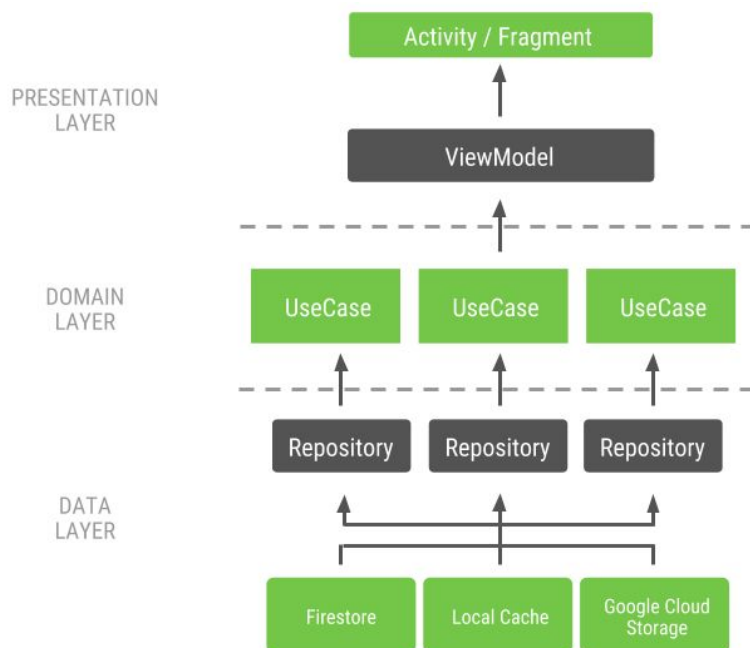 Activity / Fragment
PRESENTATION
LAYER
ViewModel
DOMAIN
LAYER
UseCase
UseCase
UseCase
Repository
Repository
Repository
DATA
LAYER
Firestore
Local Cache
Google Cloud
Storage